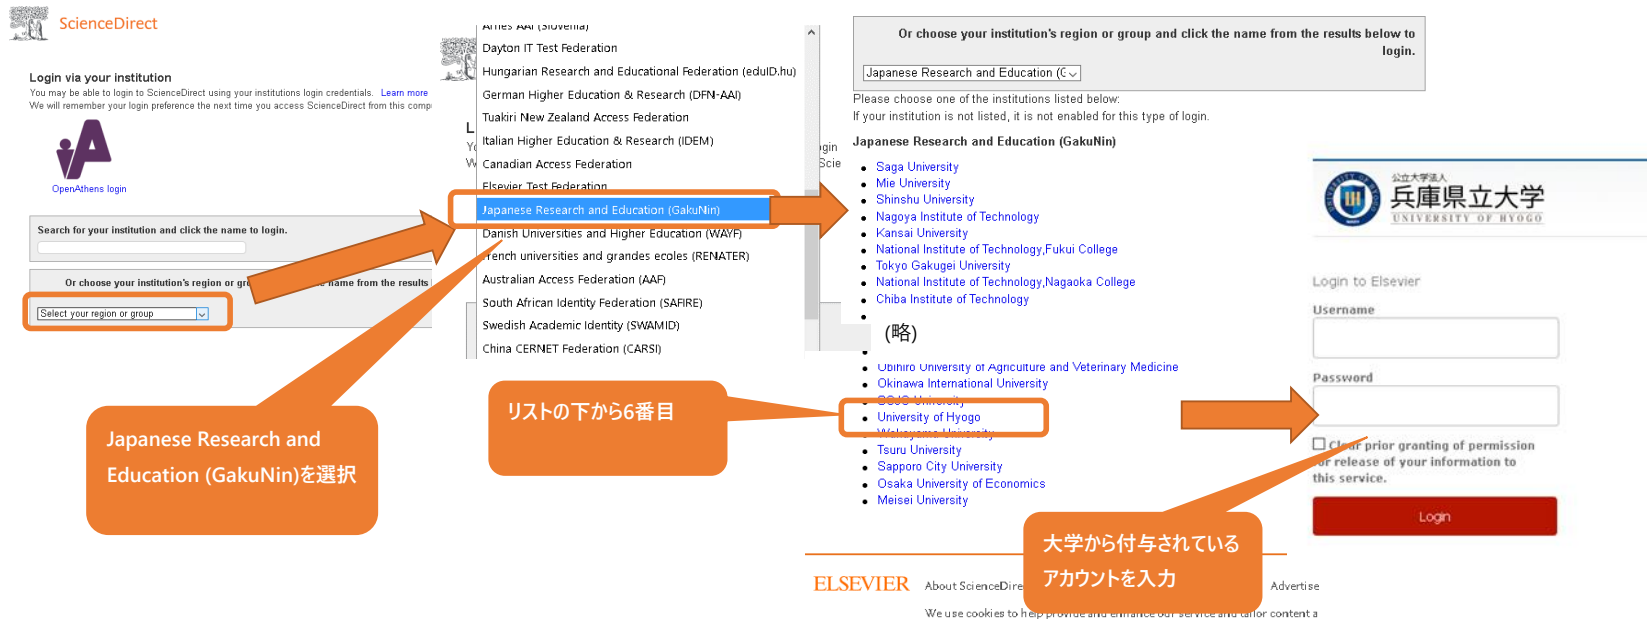 ScienceDirect
Login via your institution
You may be able to login to ScienceDirect using your institutions login credentials. Learn more
We will remember your login preference the next time you access ScienceDirect from this comp
OpenAthens login
Search for your institution and click the name to login.
Or choose your institution's region or name from the results
Select your region or group
Japanese Research and
Education (GakuNin)を選択
Arnes AAI (Slovenia)
Dayton IT Test Federation
Hungarian Research and Educational Federation (eduID.hu)
German Higher Education & Research (DFN-AAI)
Tuakiri New Zealand Access Federation
Italian Higher Education & Research (IDEM)
Canadian Access Federation
Elsevier Test Federation
Japanese Research and Education (GakuNin)
Danish Universities and Higher Education (WAYF)
French universities and grandes ecoles (RENATER)
Australian Access Federation (AAF)
South African Identity Federation (SAFIRE)
Swedish Academic Identity (SWAMID)
China CERNET Federation (CARSI)
リストの下から6番目
Or choose your institution's region or group and click the name from the results below to
login.
Japanese Research and Education (G
Please choose one of the institutions listed below:
If your institution is not listed, it is not enabled for this type of login.
Japanese Research and Education (GakuNin)
Saga University
Mie University
Shinshu University
Nagoya Institute of Technology
Kansai University
National Institute of Technology,Fukui College
Tokyo Gakugei University
National Institute of Technology,Nagaoka College
Chiba Institute of Technology
(略)
Obihiro University of Agriculture and Veterinary Medicine
Okinawa International University
University
University of Hyogo
Wakayama University
Tsuru University
Sapporo City University
Osaka University of Economics
Meisei University
ELSEVIER
About ScienceDire
Advertise
We use cookies to help provide and enhance our service and tailor content a
大学から付与されている
アカウントを入力
公立大学法人
兵庫県立大学
UNIVERSITY OF HYOGO
Login to Elsevier
Username
Password
Clear prior granting of permission
for release of your information to
this service.
Login